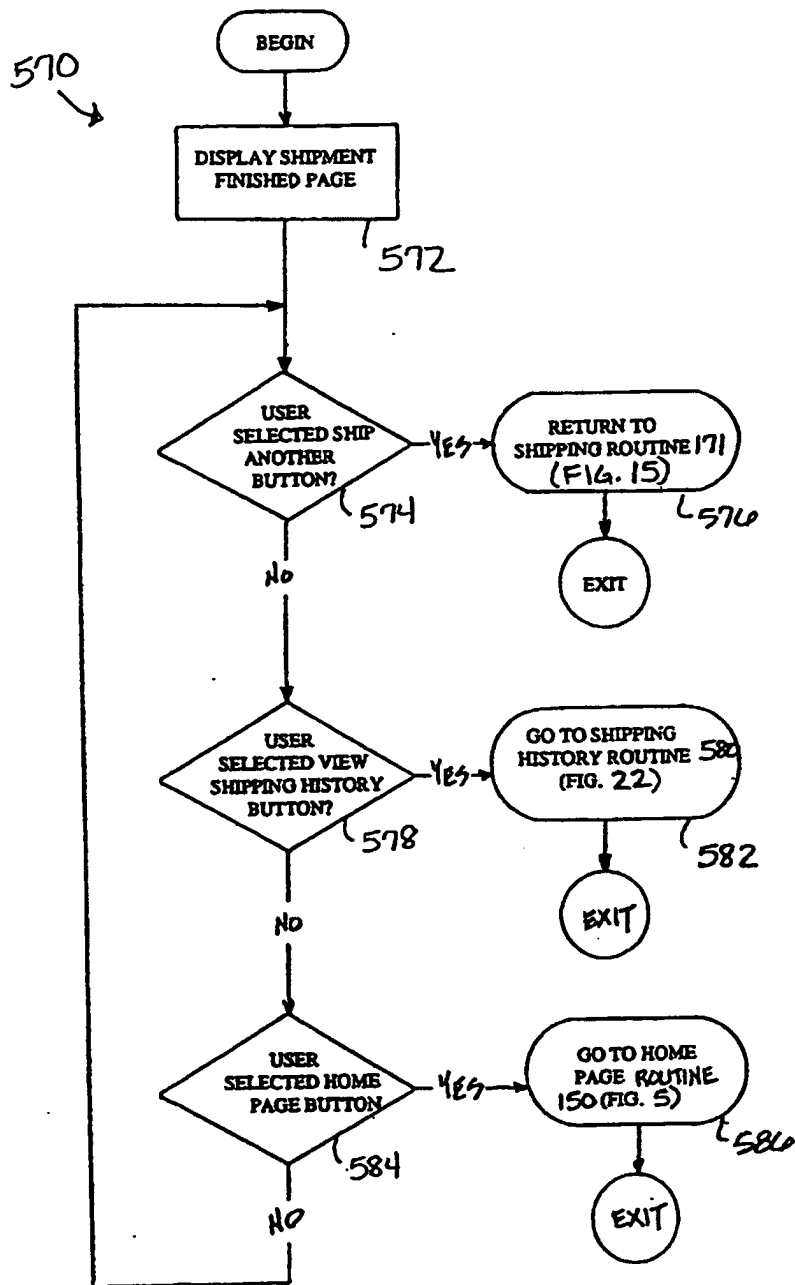 BEGIN
570
DISPLAY SHIPMENT
FINISHED PAGE
572
USER
SELECTED SHIP
ANOTHER
BUTTON?
574
YES
RETURN TO
SHIPPING ROUTINE 171
(FIG. 15)
576
EXIT
NO
USER
SELECTED VIEW
SHIPPING HISTORY
BUTTON?
578
YES
GO TO SHIPPING
HISTORY ROUTINE 580
(FIG. 22)
582
EXIT
NO
USER
SELECTED HOME
PAGE BUTTON
584
YES
GO TO HOME
PAGE ROUTINE
150 (FIG. 5)
586
EXIT
NO